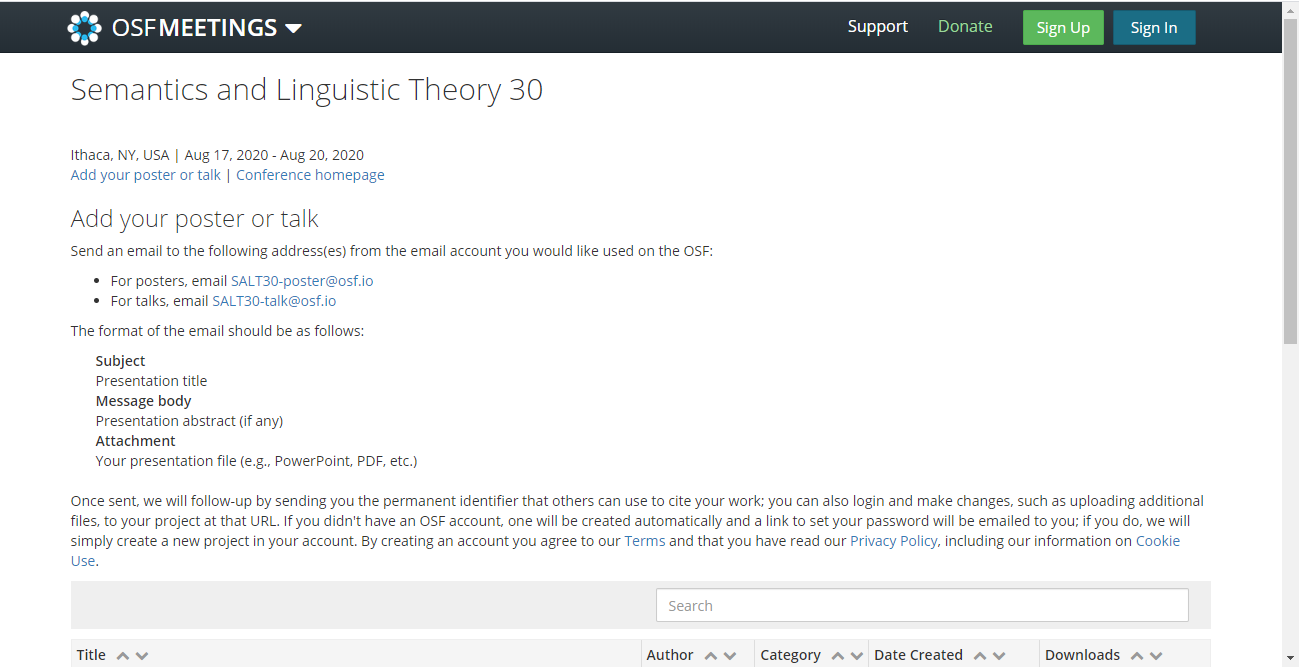 OSFMEETINGS Support Donate Sign Up Sign In
Semantics and Linguistic Theory 30
Ithaca, NY, USA | Aug 17, 2020 - Aug 20, 2020
Add your poster or talk | Conference homepage
Add your poster or talk
Send an email to the following address(es) from the email account you would like used on the OSF:
• For posters, email SALT30-poster@osf.io
• For talks, email SALT30-talk@osf.io
The format of the email should be as follows:
Subject
Presentation title
Message body
Presentation abstract (if any)
Attachment
Your presentation file (e.g., PowerPoint, PDF, etc.)
Once sent, we will follow-up by sending you the permanent identifier that others can use to cite your work; you can also login and make changes, such as uploading additional
files, to your project at that URL. If you didn't have an OSF account, one will be created automatically and a link to set your password will be emailed to you; if you do, we will
simply create a new project in your account. By creating an account you agree to our Terms and that you have read our Privacy Policy, including our information on Cookie
Use.
Search
Title Author Category Date Created Downloads